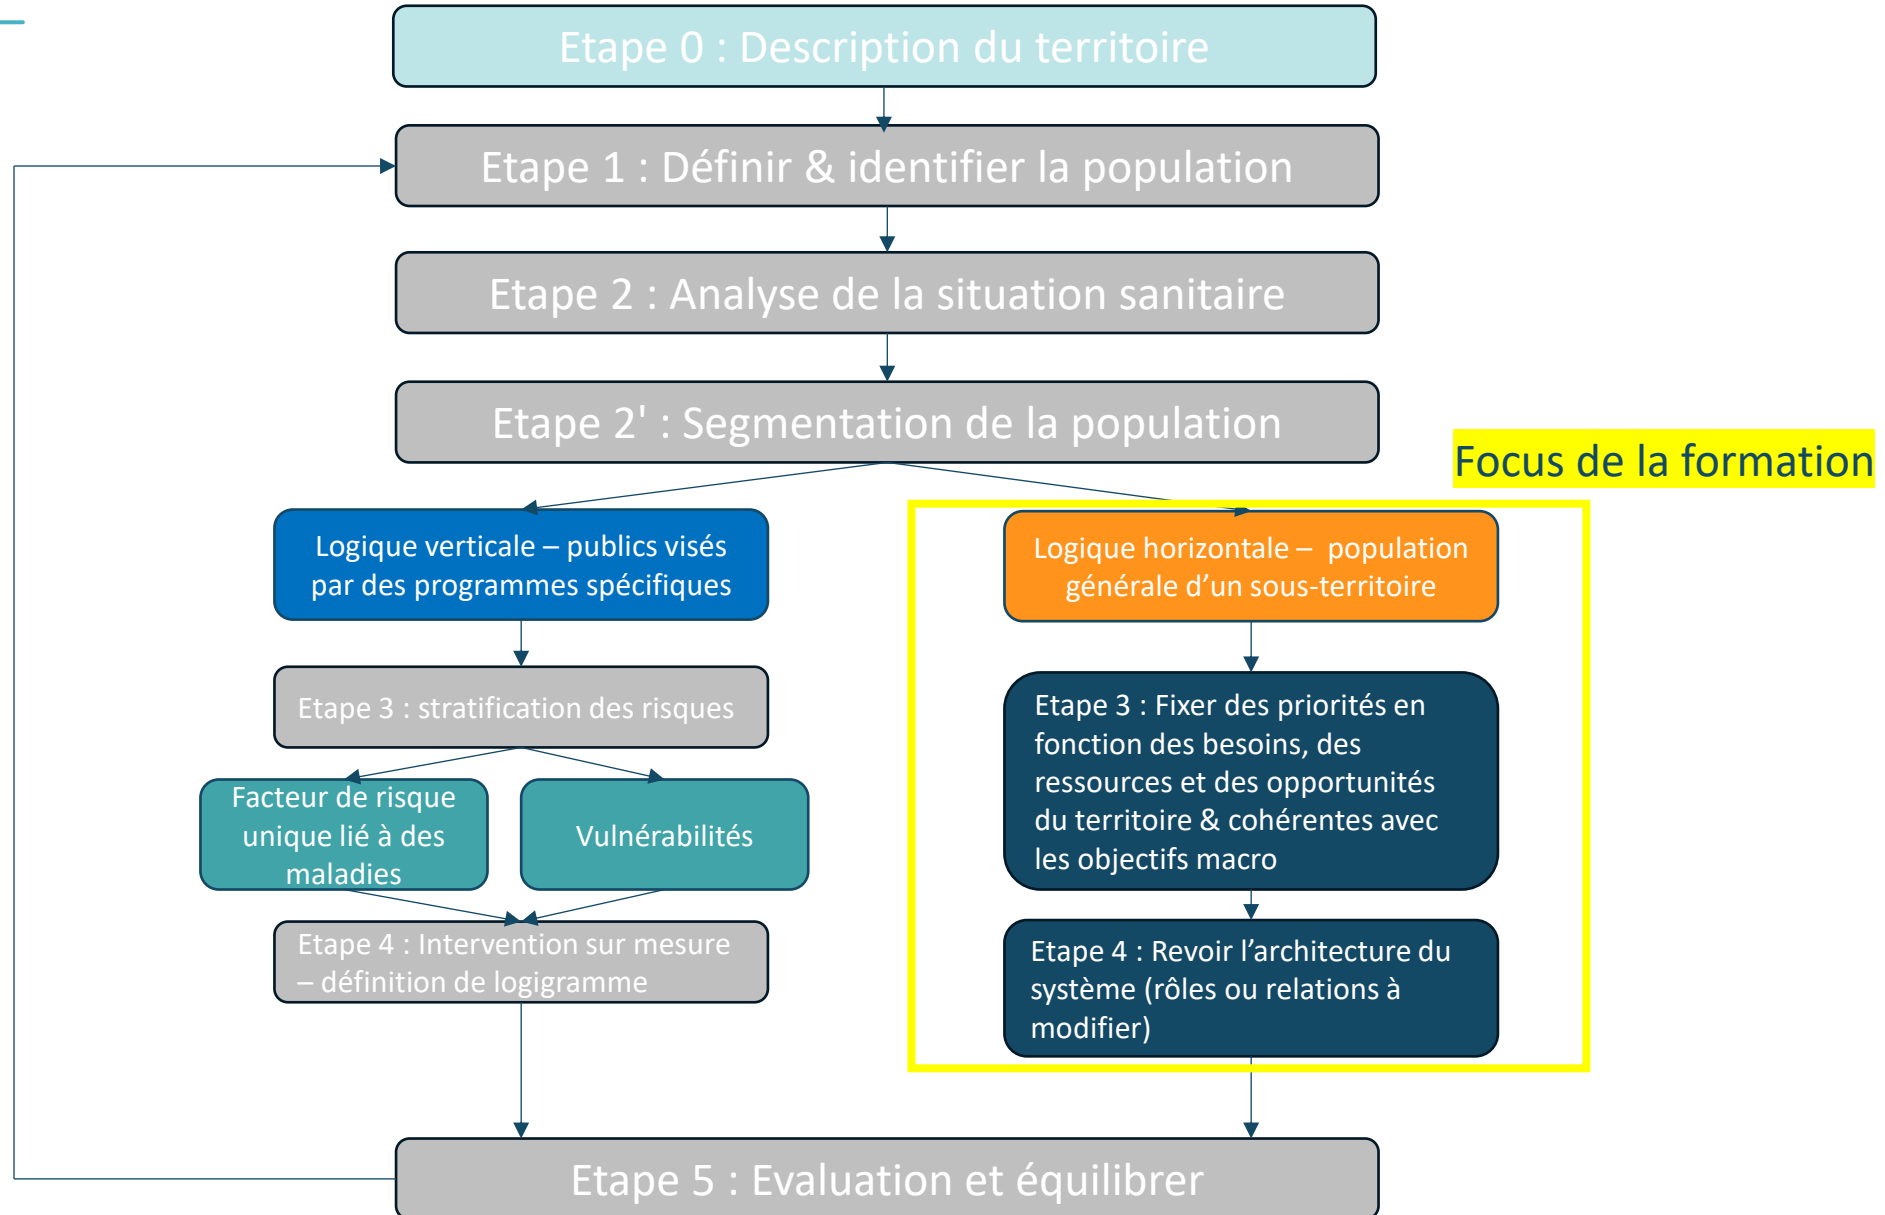 Etape 0 : Description du territoire
Etape 1 : Définir & identifier la population
Etape 2 : Analyse de la situation sanitaire
Etape 2' : Segmentation de la population
Focus de la formation
Logique verticale – publics visés
par des programmes spécifiques
Logique horizontale – population
générale d’un sous-territoire
Etape 3 : stratification des risques
Facteur de risque
unique lié à des
maladies
Vulnérabilités
Etape 4 : Intervention sur mesure
– définition de logigramme
Etape 3 : Fixer des priorités en
fonction des besoins, des
ressources et des opportunités
du territoire & cohérentes avec
les objectifs macro
Etape 4 : Revoir l’architecture du
système (rôles ou relations à
modifier)
Etape 5 : Evaluation et équilibrer